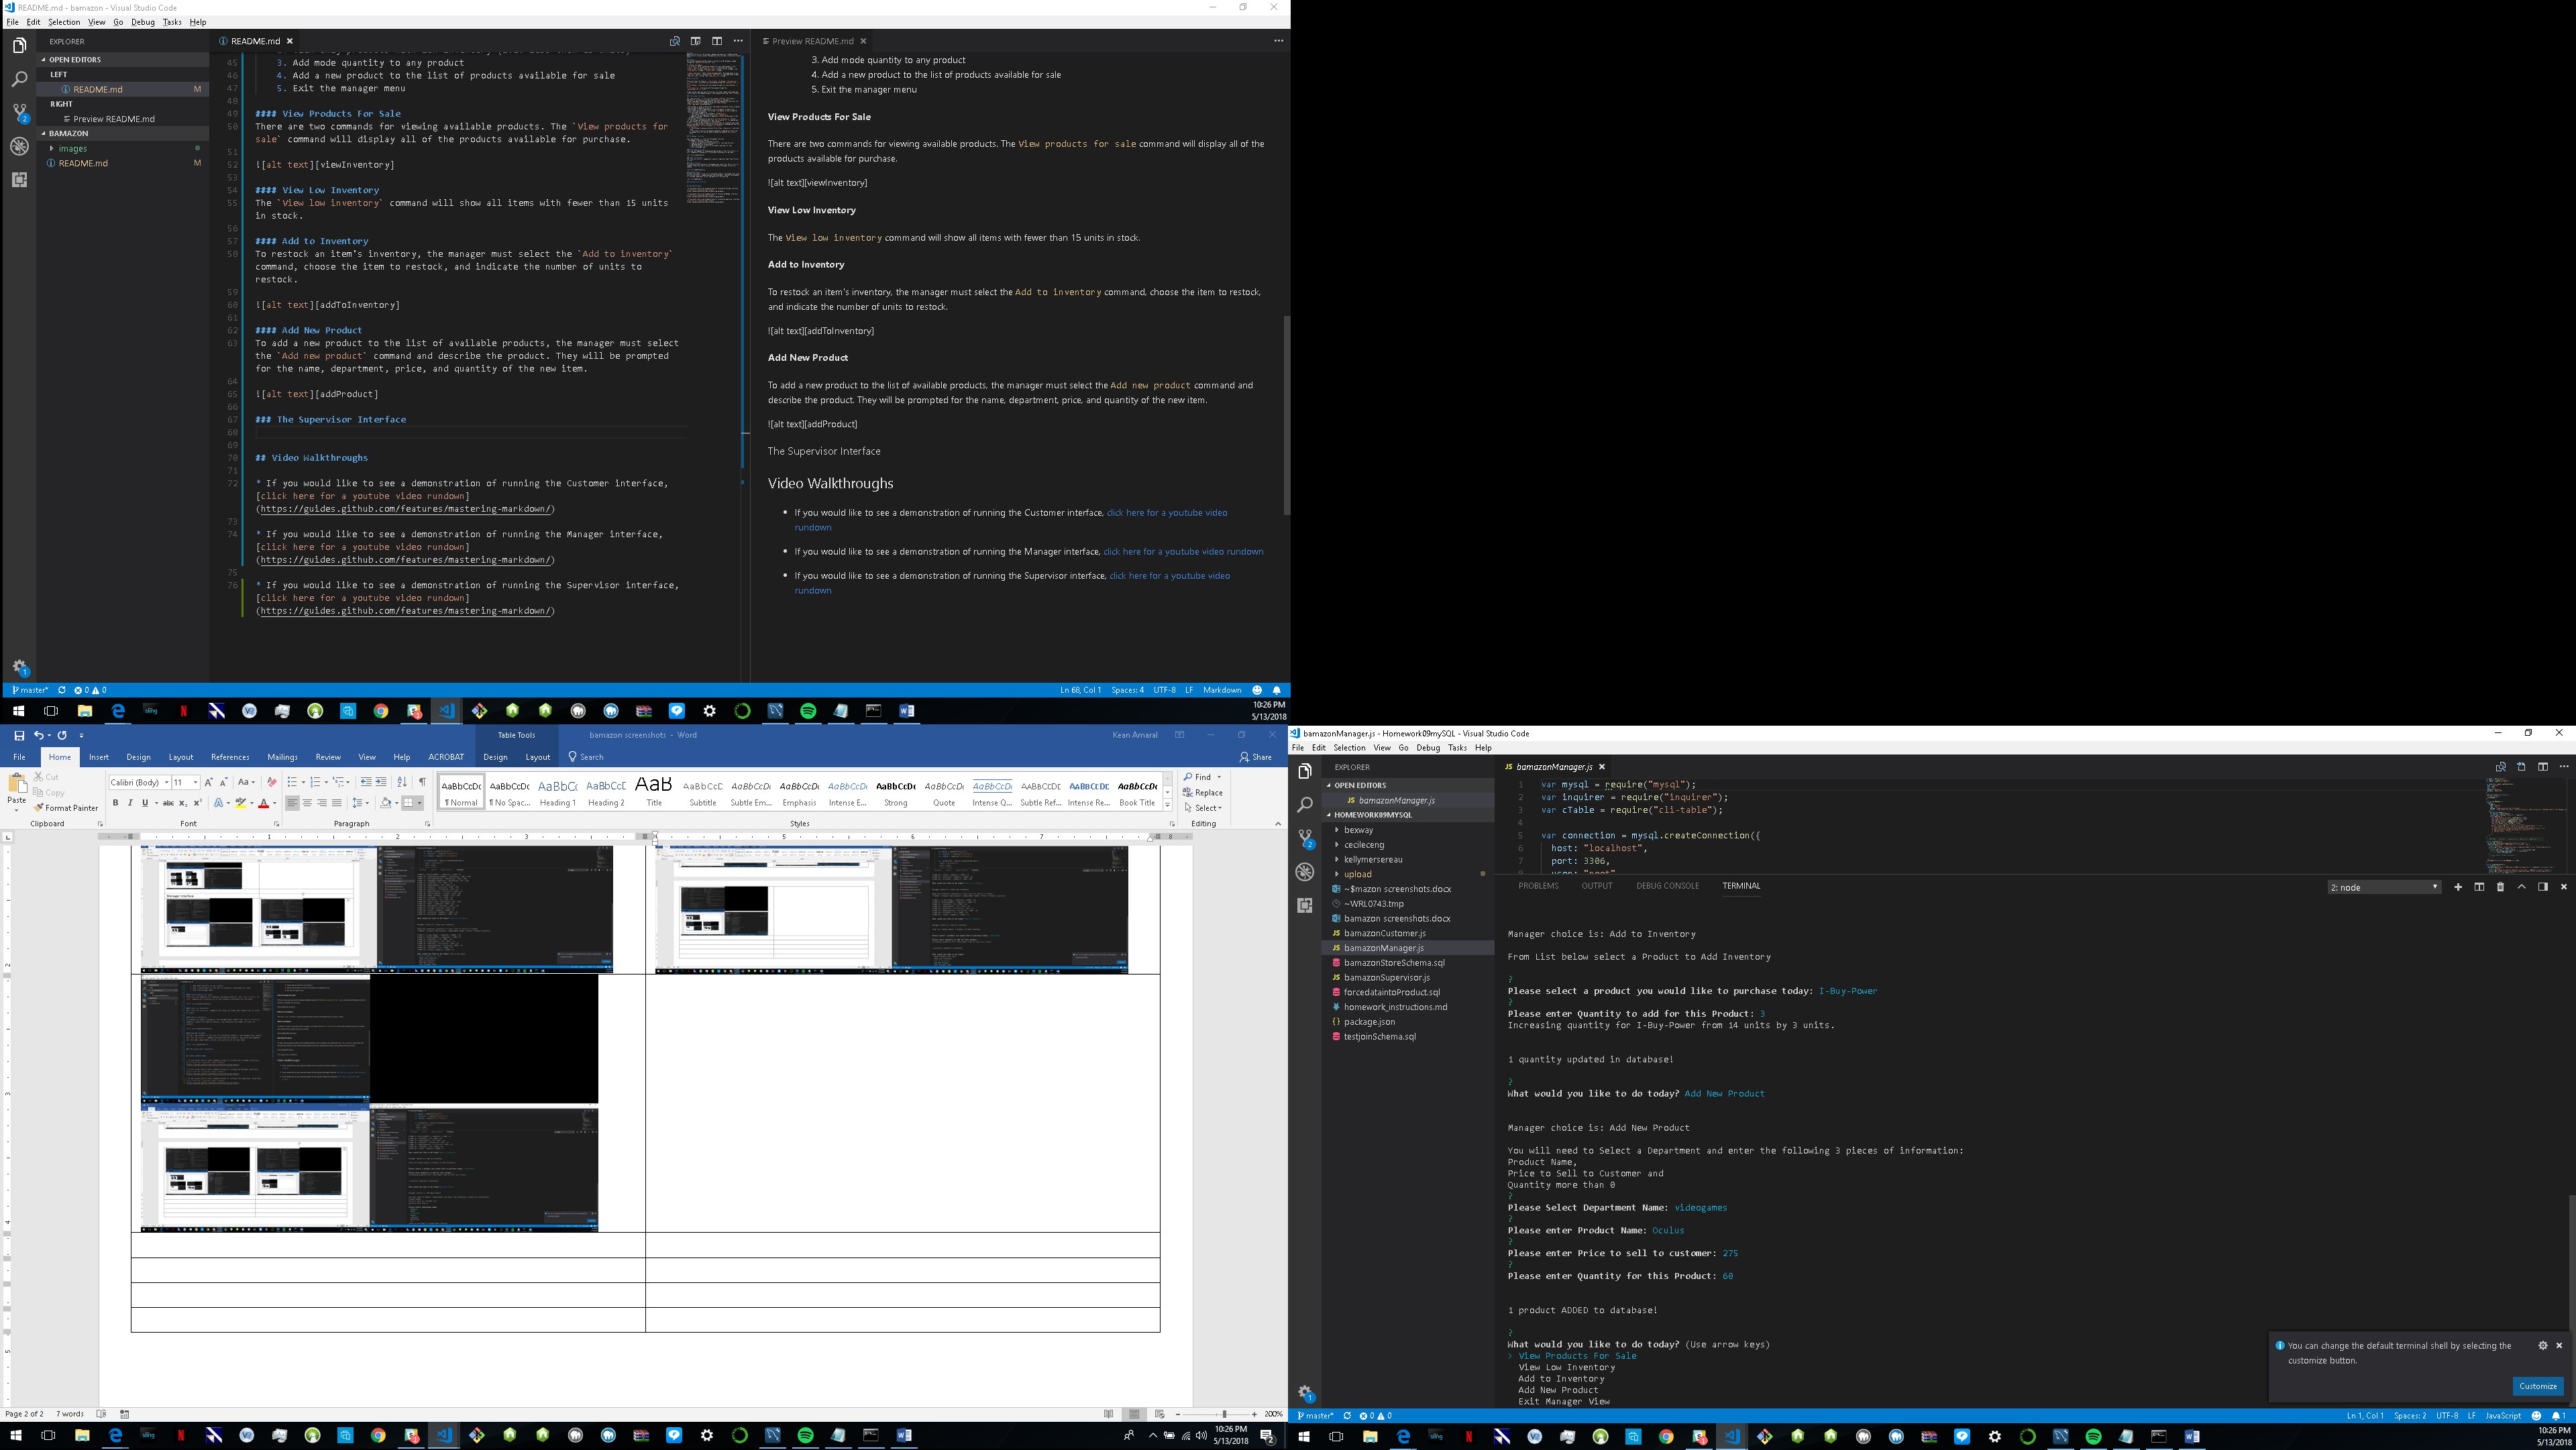 README.md - bamazon - Visual Studio Code
File Edit Selection View Go Debug Tasks Help
EXPLORER
OPEN EDITORS
LEFT
README.md M
RIGHT
Preview README.md
BAMAZON
images
README.md M
README.md
45 3. Add mode quantity to any product
46 4. Add a new product to the list of products available for sale
47 5. Exit the manager menu
48
49 #### View Products For Sale
50 There are two commands for viewing available products. The `View products for
sale` command will display all of the products available for purchase.
51
52 ![alt text][viewInventory]
53
54 #### View Low Inventory
55 The `View low inventory` command will show all items with fewer than 15 units
in stock.
56
57 #### Add to Inventory
58 To restock an item's inventory, the manager must select the `Add to inventory`
command, choose the item to restock, and indicate the number of units to
restock.
59
60 ![alt text][addToInventory]
61
62 #### Add New Product
63 To add a new product to the list of available products, the manager must select
the `Add new product` command and describe the product. They will be prompted
for the name, department, price, and quantity of the new item.
64
65 ![alt text][addProduct]
66
67 ### The Supervisor Interface
68
69
70 ## Video Walkthroughs
71
72 * If you would like to see a demonstration of running the Customer interface,
[click here for a youtube video rundown]
(https://guides.github.com/features/mastering-markdown/)
73
74 * If you would like to see a demonstration of running the Manager interface,
[click here for a youtube video rundown]
(https://guides.github.com/features/mastering-markdown/)
75
76 * If you would like to see a demonstration of running the Supervisor interface,
[click here for a youtube video rundown]
(https://guides.github.com/features/mastering-markdown/)
Preview README.md
3. Add mode quantity to any product
4. Add a new product to the list of products available for sale
5. Exit the manager menu
View Products For Sale
There are two commands for viewing available products. The View products for sale command will display all of the
products available for purchase.
![alt text][viewInventory]
View Low Inventory
The View low inventory command will show all items with fewer than 15 units in stock.
Add to Inventory
To restock an item's inventory, the manager must select the Add to inventory command, choose the item to restock,
and indicate the number of units to restock.
![alt text][addToInventory]
Add New Product
To add a new product to the list of available products, the manager must select the Add new product command and
describe the product. They will be prompted for the name, department, price, and quantity of the new item.
![alt text][addProduct]
The Supervisor Interface
Video Walkthroughs
• If you would like to see a demonstration of running the Customer interface, click here for a youtube video
rundown
• If you would like to see a demonstration of running the Manager interface, click here for a youtube video rundown
• If you would like to see a demonstration of running the Supervisor interface, click here for a youtube video
rundown
master* 0 0 Ln 68, Col 1 Spaces: 4 UTF-8 LF Markdown
10:26 PM
5/13/2018
Table Tools bamazon screenshots - Word Kean Amaral
File Home Insert Design Layout References Mailings Review View Help ACROBAT Design Layout Search Share
Paste
Cut
Copy
Format Painter
Calibri (Body) 11
Clipboard Font Paragraph Styles Editing
¶ Normal ¶ No Spac... Heading 1 Heading 2 Title Subtitle Subtle Em... Emphasis Intense E... Strong Quote Intense Q... Subtle Ref... Intense Re... Book Title
Find
Replace
Select
Page 2 of 2 7 words 200%
10:26 PM
5/13/2018
bamazonManager.js - Homework09mySQL - Visual Studio Code
File Edit Selection View Go Debug Tasks Help
EXPLORER
OPEN EDITORS
bamazonManager.js
HOMEWORK09MYSQL
bexway
cecileceng
kellymersereau
upload
~$mazon screenshots.docx
~WRL0743.tmp
bamazon screenshots.docx
bamazonCustomer.js
bamazonManager.js
bamazonStoreSchema.sql
bamazonSupervisor.js
forcedataintoProduct.sql
homework_instructions.md
package.json
testjoinSchema.sql
bamazonManager.js
1 var mysql = require("mysql");
2 var inquirer = require("inquirer");
3 var cTable = require("cli-table");
4
5 var connection = mysql.createConnection({
6 host: "localhost",
7 port: 3306,
PROBLEMS OUTPUT DEBUG CONSOLE TERMINAL 2: node
Manager choice is: Add to Inventory
From List below select a Product to Add Inventory
?
Please select a product you would like to purchase today: I-Buy-Power
?
Please enter Quantity to add for this Product: 3
Increasing quantity for I-Buy-Power from 14 units by 3 units.
1 quantity updated in database!
?
What would you like to do today? Add New Product
Manager choice is: Add New Product
You will need to Select a Department and enter the following 3 pieces of information:
Product Name,
Price to Sell to Customer and
Quantity more than 0
?
Please Select Department Name: videogames
?
Please enter Product Name: Oculus
?
Please enter Price to sell to customer: 275
?
Please enter Quantity for this Product: 60
1 product ADDED to database!
?
What would you like to do today? (Use arrow keys)
> View Products For Sale
View Low Inventory
Add to Inventory
Add New Product
Exit Manager View
You can change the default terminal shell by selecting the
customize button.
Customize
master* 0 0 Ln 1, Col 1 Spaces: 2 UTF-8 LF JavaScript 1
10:26 PM
5/13/2018